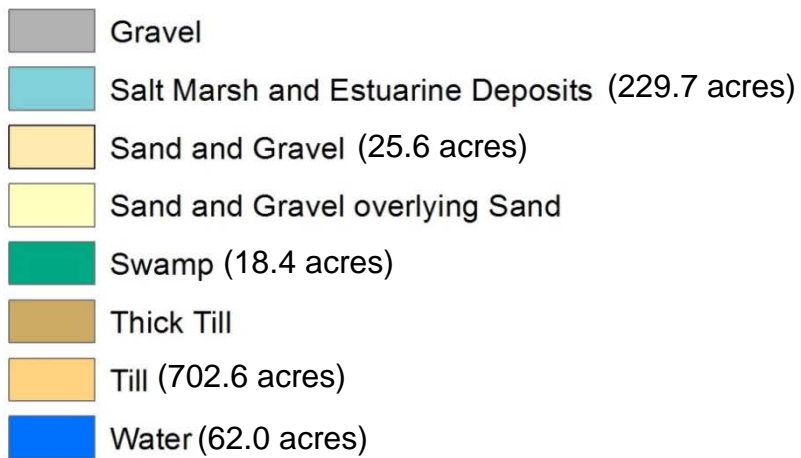 Gravel
Salt Marsh and Estuarine Deposits (229.7 acres)
Sand and Gravel (25.6 acres)
Sand and Gravel overlying Sand
Swamp (18.4 acres)
Thick Till
Till (702.6 acres)
Water (62.0 acres)